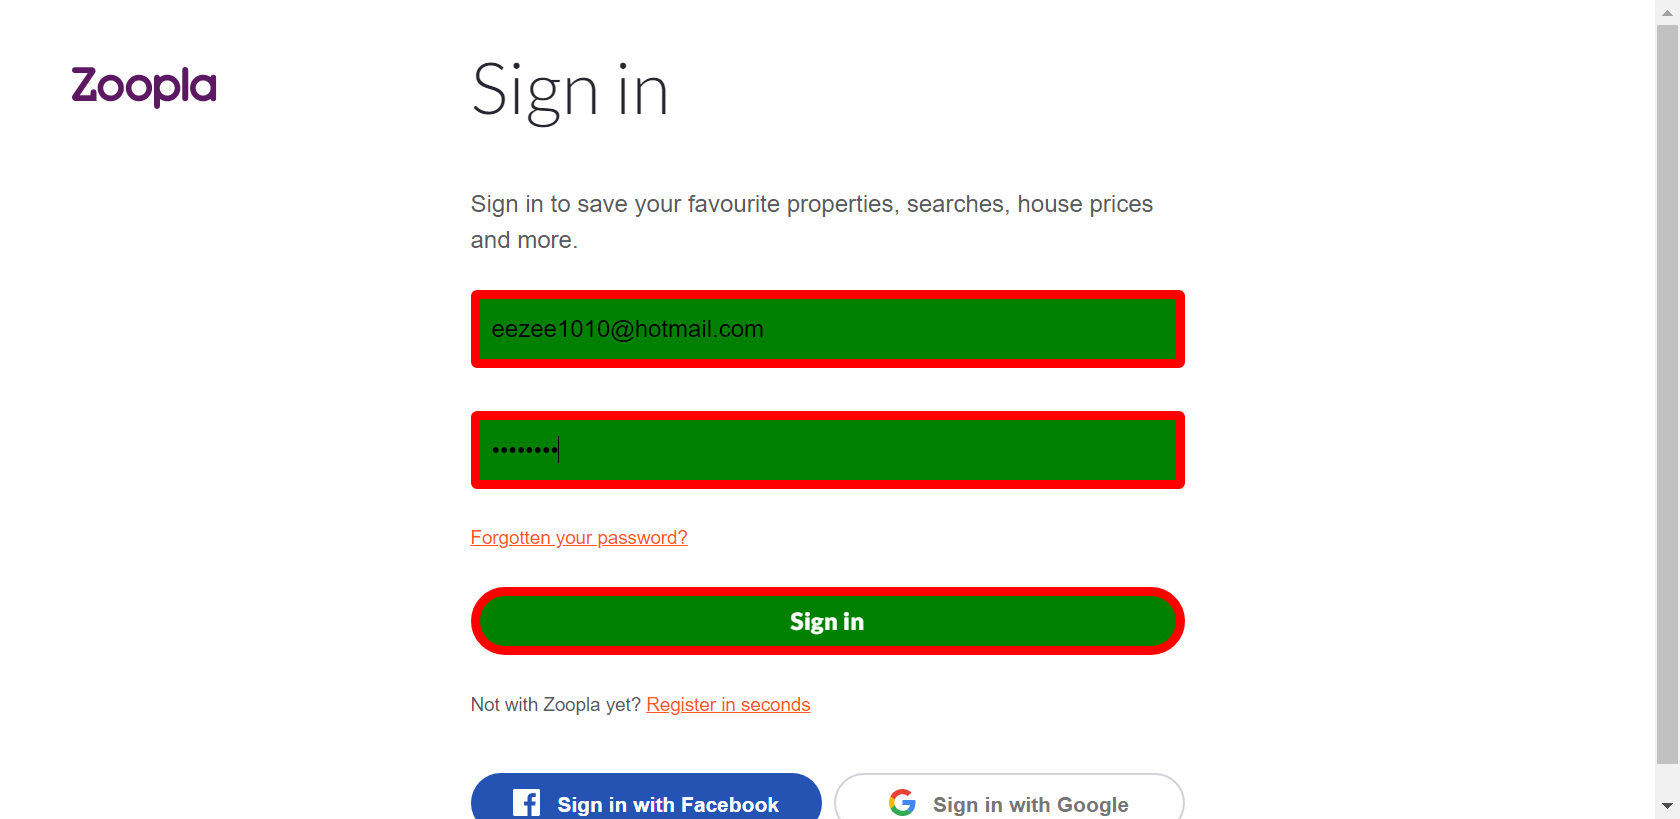 Zoopla
Sign in
Sign in to save your favourite properties, searches, house prices
and more.
eezee1010@hotmail.com
••••••••
Forgotten your password?
Sign in
Not with Zoopla yet? Register in seconds
Sign in with Facebook
Sign in with Google